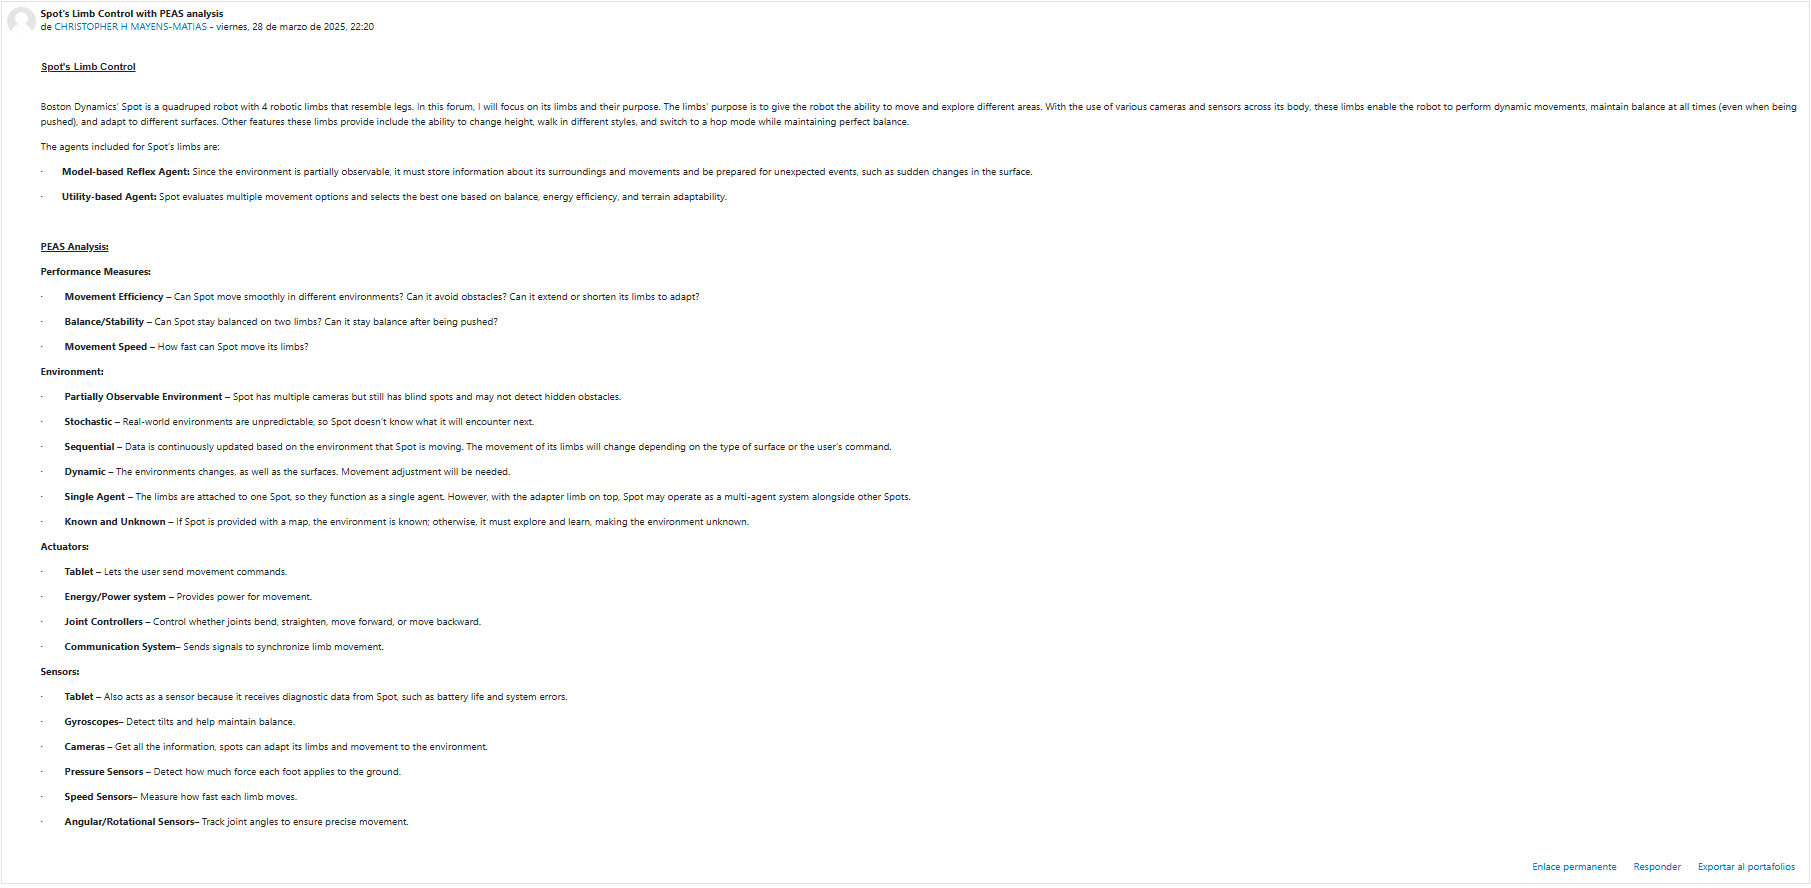 Spot's Limb Control with PEAS analysis
de CHRISTOPHER H MAYENS-MATIAS - viernes, 28 de marzo de 2025, 22:20
Spot's Limb Control
Boston Dynamics' Spot is a quadruped robot with 4 robotic limbs that resemble legs. In this forum, I will focus on its limbs and their purpose. The limbs' purpose is to give the robot the ability to move and explore different areas. With the use of various cameras and sensors across its body, these limbs enable the robot to perform dynamic movements, maintain balance at all times (even when being
pushed), and adapt to different surfaces. Other features these limbs provide include the ability to change height, walk in different styles, and switch to a hop mode while maintaining perfect balance.
The agents included for Spot's limbs are:
· Model-based Reflex Agent: Since the environment is partially observable, it must store information about its surroundings and movements and be prepared for unexpected events, such as sudden changes in the surface.
· Utility-based Agent: Spot evaluates multiple movement options and selects the best one based on balance, energy efficiency, and terrain adaptability.
PEAS Analysis:
Performance Measures:
· Movement Efficiency – Can Spot move smoothly in different environments? Can it avoid obstacles? Can it extend or shorten its limbs to adapt?
· Balance/Stability – Can Spot stay balanced on two limbs? Can it stay balance after being pushed?
· Movement Speed – How fast can Spot move its limbs?
Environment:
· Partially Observable Environment – Spot has multiple cameras but still has blind spots and may not detect hidden obstacles.
· Stochastic – Real-world environments are unpredictable, so Spot doesn't know what it will encounter next.
· Sequential – Data is continuously updated based on the environment that Spot is moving. The movement of its limbs will change depending on the type of surface or the user's command.
· Dynamic – The environments changes, as well as the surfaces. Movement adjustment will be needed.
· Single Agent – The limbs are attached to one Spot, so they function as a single agent. However, with the adapter limb on top, Spot may operate as a multi-agent system alongside other Spots.
· Known and Unknown – If Spot is provided with a map, the environment is known; otherwise, it must explore and learn, making the environment unknown.
Actuators:
· Tablet – Lets the user send movement commands.
· Energy/Power system – Provides power for movement.
· Joint Controllers – Control whether joints bend, straighten, move forward, or move backward.
· Communication System– Sends signals to synchronize limb movement.
Sensors:
· Tablet – Also acts as a sensor because it receives diagnostic data from Spot, such as battery life and system errors.
· Gyroscopes– Detect tilts and help maintain balance.
· Cameras – Get all the information, spots can adapt its limbs and movement to the environment.
· Pressure Sensors – Detect how much force each foot applies to the ground.
· Speed Sensors– Measure how fast each limb moves.
· Angular/Rotational Sensors– Track joint angles to ensure precise movement.
Enlace permanente Responder Exportar al portafolios